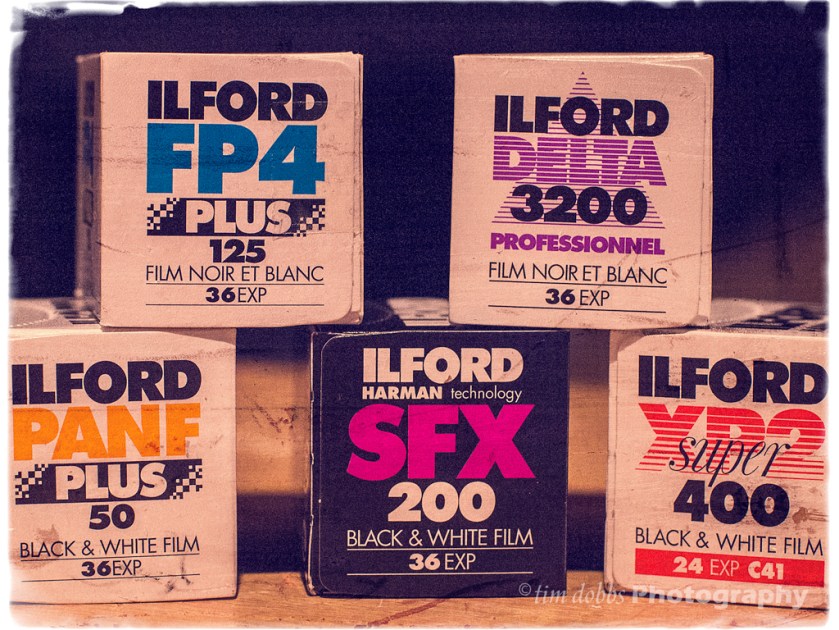 ILFORD
FP4
PLUS
125
FILM NOIR ET BLANC
36 EXP
ILFORD
DELTA
3200
PROFESSIONNEL
FILM NOIR ET BLANC
36 EXP
ILFORD
PANF
PLUS
50
BLACK & WHITE FILM
36 EXP
ILFORD
HARMAN technology
SFX
200
BLACK & WHITE FILM
36 EXP
ILFORD
XP2
super
400
BLACK & WHITE FILM
24 EXP C41
© tim dobbs Photography